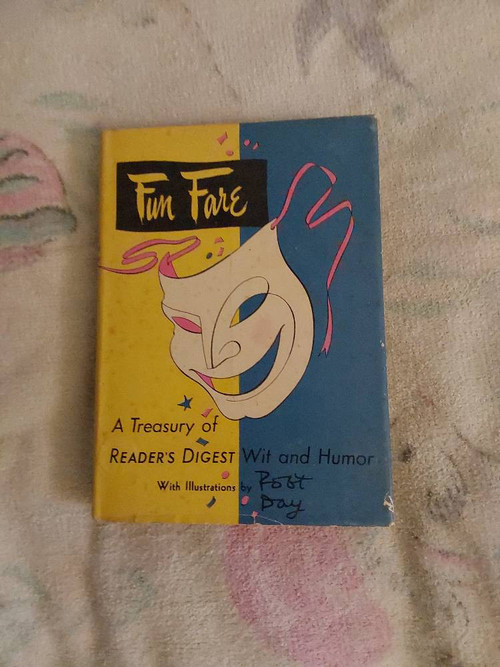 Fun Fare
A Treasury of
READER'S DIGEST Wit and Humor
With Illustrations by Robt
Day